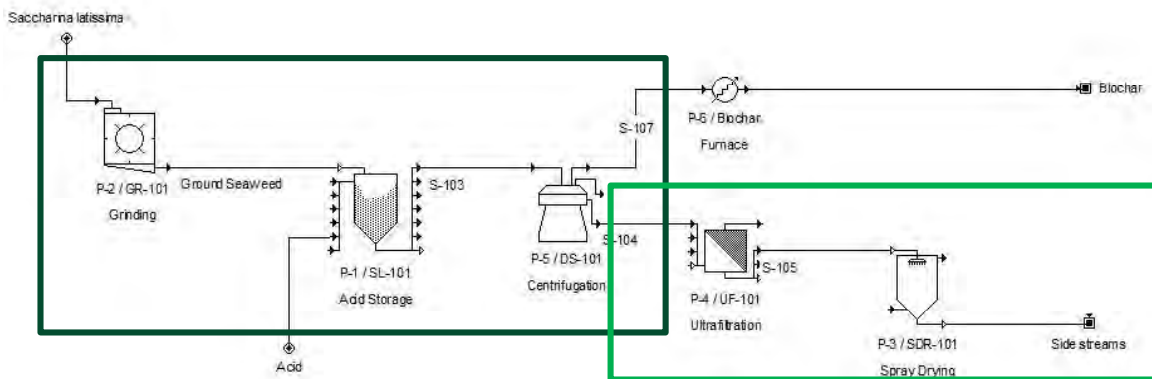 Saccharina latissima
P-2 / GR-101
Grinding
Ground Seaweed
Acid
P-1 / SL-101
Acid Storage
S-103
P-5 / DS-101
Centrifugation
S-107
S-104
P-6 / Biochar
Furnace
Biochar
P-4 / UF-101
Ultrafiltration
S-105
P-3 / SDR-101
Spray Drying
Side streams